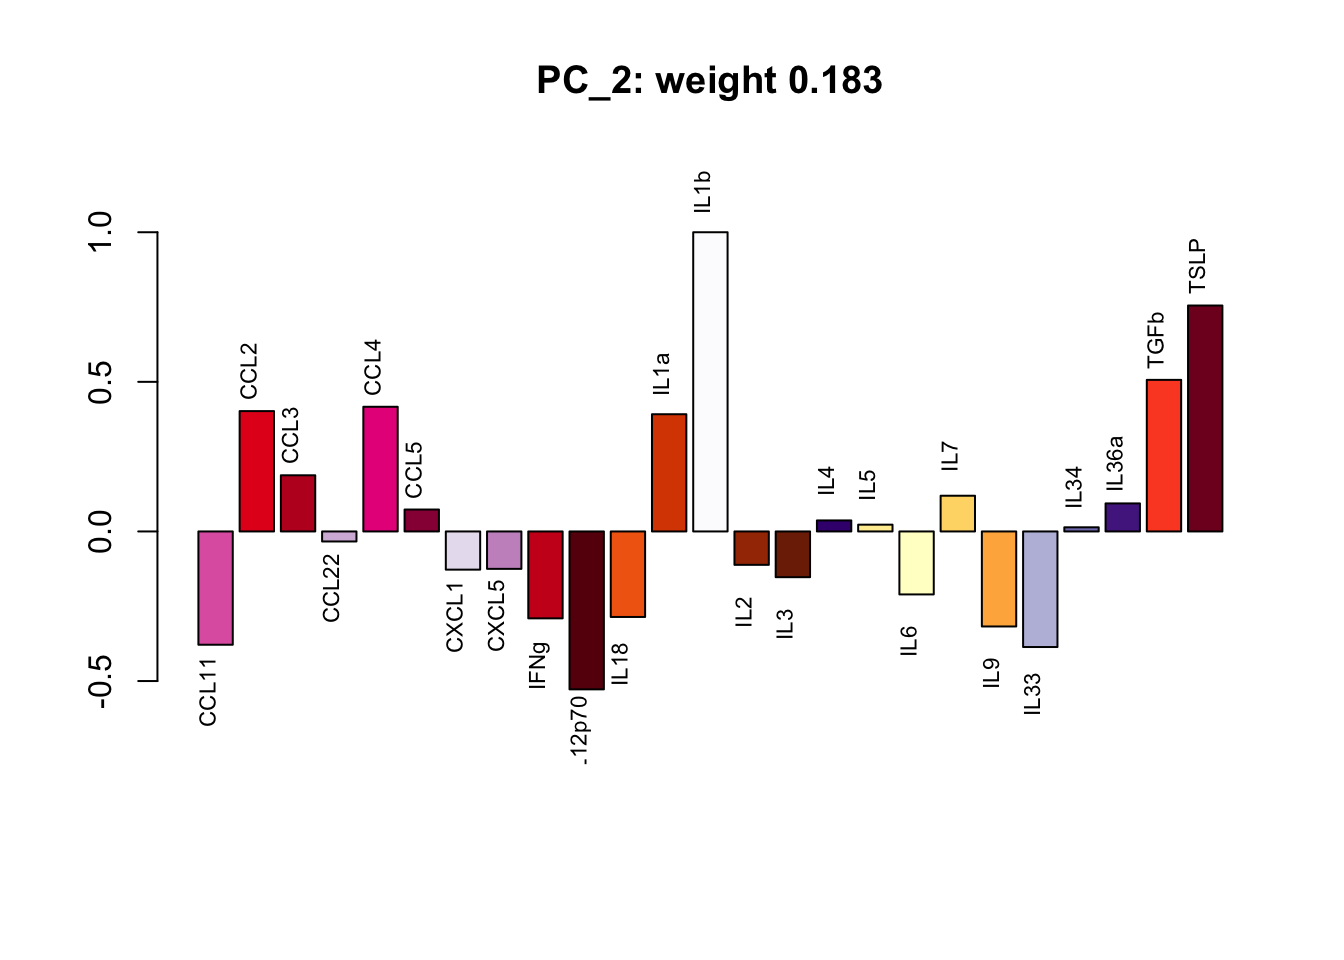 PC_2: weight 0.183
1.0
0.5
0.0
-0.5
CCL11
CCL2
CCL3
CCL22
CCL4
CCL5
CXCL1
CXCL5
IFNg
-12p70
IL18
IL1a
IL1b
IL2
IL3
IL4
IL5
IL6
IL7
IL9
IL33
IL34
IL36a
TGFb
TSLP